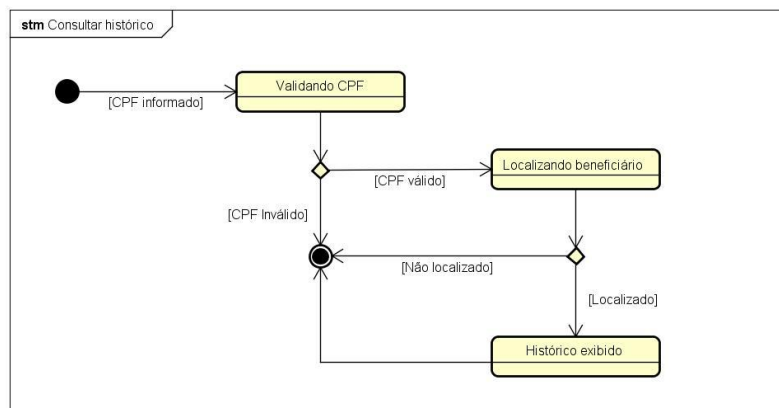 stm Consultar histórico
Validando CPF
[CPF informado]
Localizando beneficiário
[CPF válido]
[CPF Inválido]
[Não localizado]
[Localizado]
Histórico exibido